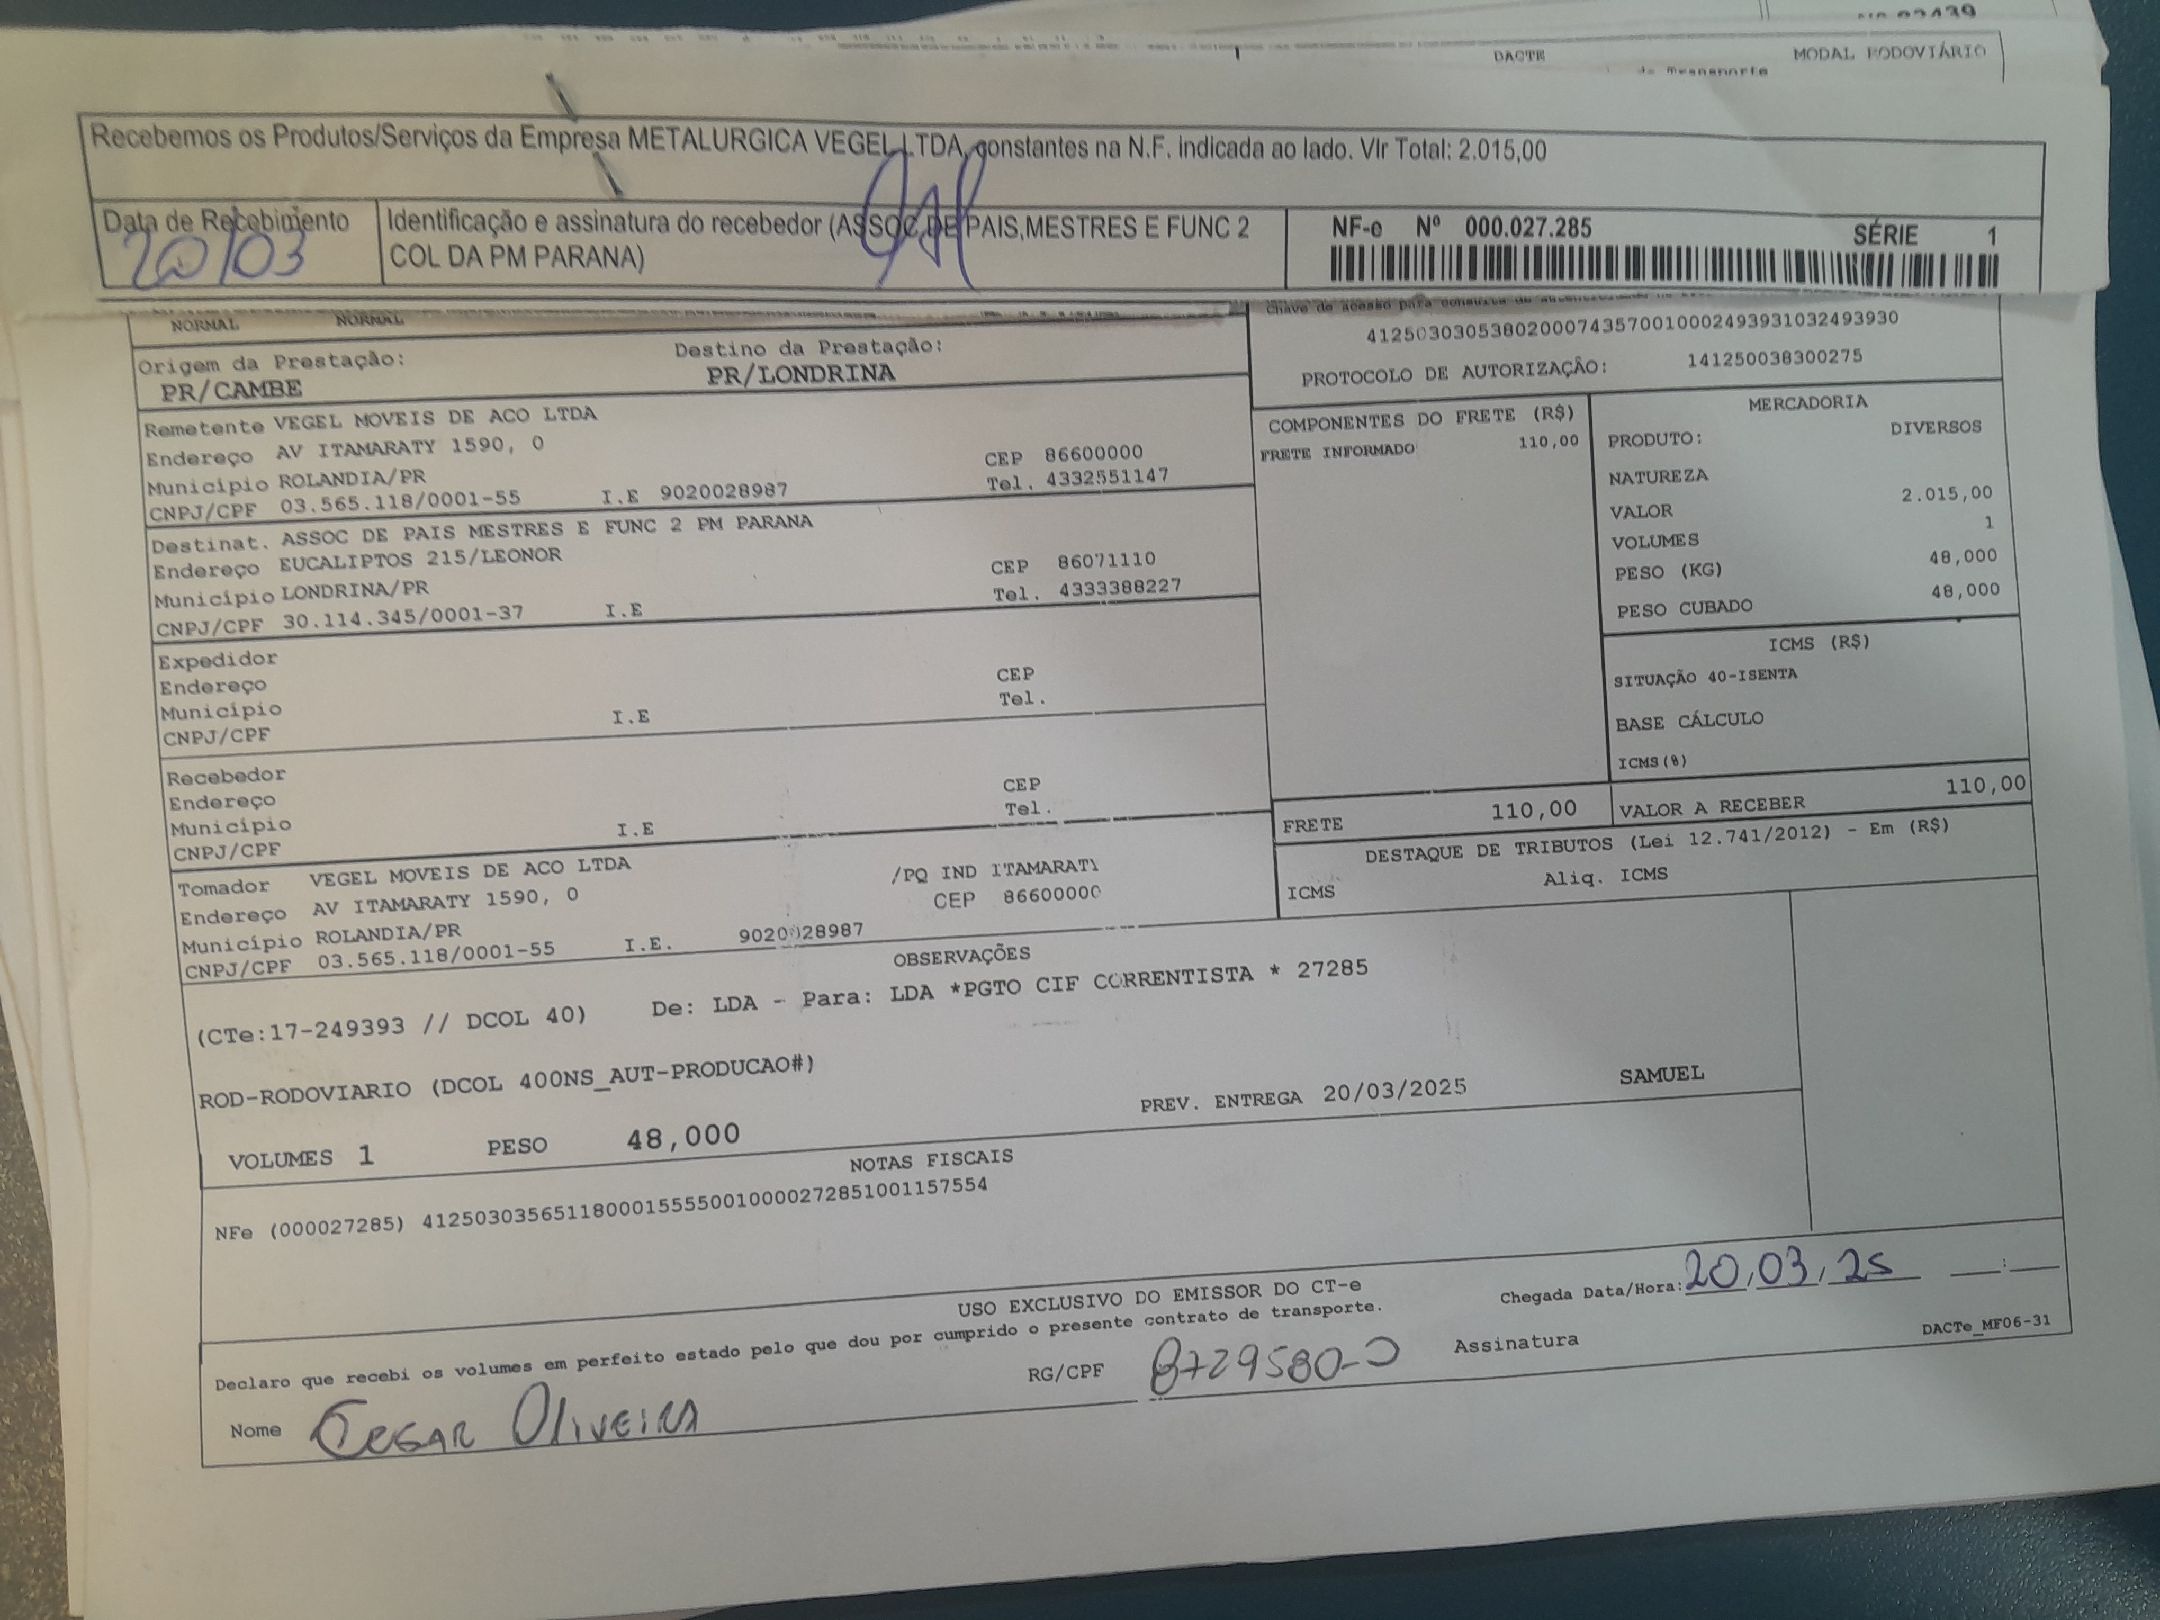 DACTE
MODAL RODOVIÁRIO
Recebemos os Produtos/Serviços da Empresa METALURGICA VEGEL LTDA, constantes na N.F. indicada ao lado. Vlr Total: 2.015,00
Data de Recebimento
20/03
Identificação e assinatura do recebedor (ASSOC DE PAIS,MESTRES E FUNC 2
COL DA PM PARANA)
NF-e Nº 000.027.285 SÉRIE 1
NORMAL NORMAL
Origem da Prestação: Destino da Prestação:
PR/CAMBE PR/LONDRINA
41250303053802000743570010002493931032493930
PROTOCOLO DE AUTORIZAÇÃO: 141250038300275
Remetente VEGEL MOVEIS DE ACO LTDA
Endereço AV ITAMARATY 1590, 0 CEP 86600000
Município ROLANDIA/PR Tel. 4332551147
CNPJ/CPF 03.565.118/0001-55 I.E 9020028987
Destinat. ASSOC DE PAIS MESTRES E FUNC 2 PM PARANA
Endereço EUCALIPTOS 215/LEONOR CEP 86071110
Município LONDRINA/PR Tel. 4333388227
CNPJ/CPF 30.114.345/0001-37 I.E
Expedidor
Endereço CEP
Município Tel.
CNPJ/CPF I.E
Recebedor
Endereço CEP
Município Tel.
CNPJ/CPF I.E
Tomador VEGEL MOVEIS DE ACO LTDA /PQ IND ITAMARATI
Endereço AV ITAMARATY 1590, 0 CEP 86600000
Município ROLANDIA/PR
CNPJ/CPF 03.565.118/0001-55 I.E. 9020028987
COMPONENTES DO FRETE (R$)
FRETE INFORMADO 110,00
MERCADORIA
PRODUTO: DIVERSOS
NATUREZA
VALOR 2.015,00
VOLUMES 1
PESO (KG) 48,000
PESO CUBADO 48,000
ICMS (R$)
SITUAÇÃO 40-ISENTA
BASE CÁLCULO
ICMS(%)
FRETE 110,00 VALOR A RECEBER 110,00
DESTAQUE DE TRIBUTOS (Lei 12.741/2012) - Em (R$)
ICMS Aliq. ICMS
OBSERVAÇÕES
(CTe:17-249393 // DCOL 40) De: LDA - Para: LDA *PGTO CIF CORRENTISTA * 27285
ROD-RODOVIARIO (DCOL 400NS_AUT-PRODUCAO#)
VOLUMES 1 PESO 48,000 PREV. ENTREGA 20/03/2025 SAMUEL
NOTAS FISCAIS
NFe (000027285) 41250303565118000155550010000272851001157554
USO EXCLUSIVO DO EMISSOR DO CT-e
Declaro que recebi os volumes em perfeito estado pelo que dou por cumprido o presente contrato de transporte.
Chegada Data/Hora: 20/03/25 __:__
Nome Cesar Oliveira RG/CPF 8729580-0 Assinatura
DACTe_MF06-31